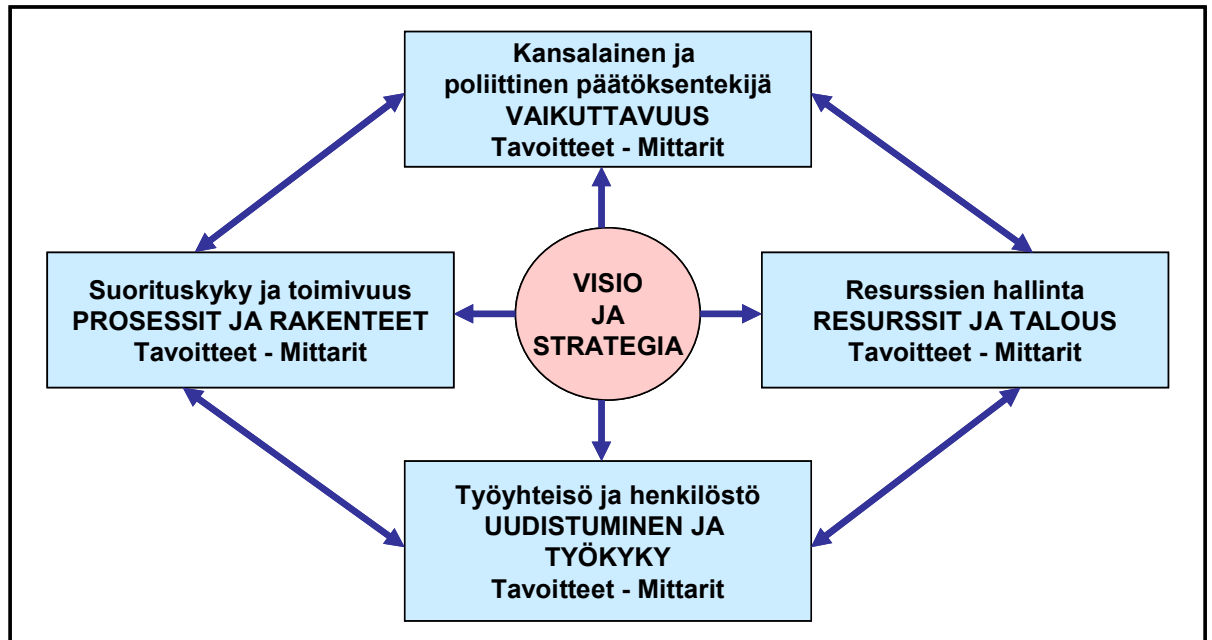 Kansalainen ja
poliittinen päätöksentekijä
VAIKUTTAVUUS
Tavoitteet - Mittarit
Suorituskyky ja toimivuus
PROSESSIT JA RAKENTEET
Tavoitteet - Mittarit
VISIO
JA
STRATEGIA
Resurssien hallinta
RESURSSIT JA TALOUS
Tavoitteet - Mittarit
Työyhteisö ja henkilöstö
UUDISTUMINEN JA
TYÖKYKY
Tavoitteet - Mittarit